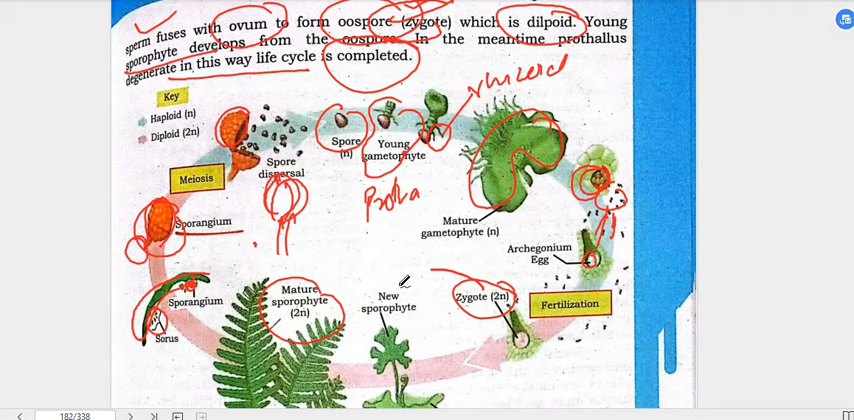 sperm fuses with ovum to form oospore (zygote) which is dilpoid. Young
sporophyte develops from the oospore. In the meantime prothallus
degenerate in this way life cycle is completed.
Key
Haploid (n)
Diploid (2n)
Meiosis
Spore
dispersal
Spore
(n)
Young
gametophyte
Mature
gametophyte (n)
Archegonium
Egg
Fertilization
Zygote (2n)
New
sporophyte
Mature
sporophyte
(2n)
Sporangium
Sorus
Sporangium
Protha
182/338